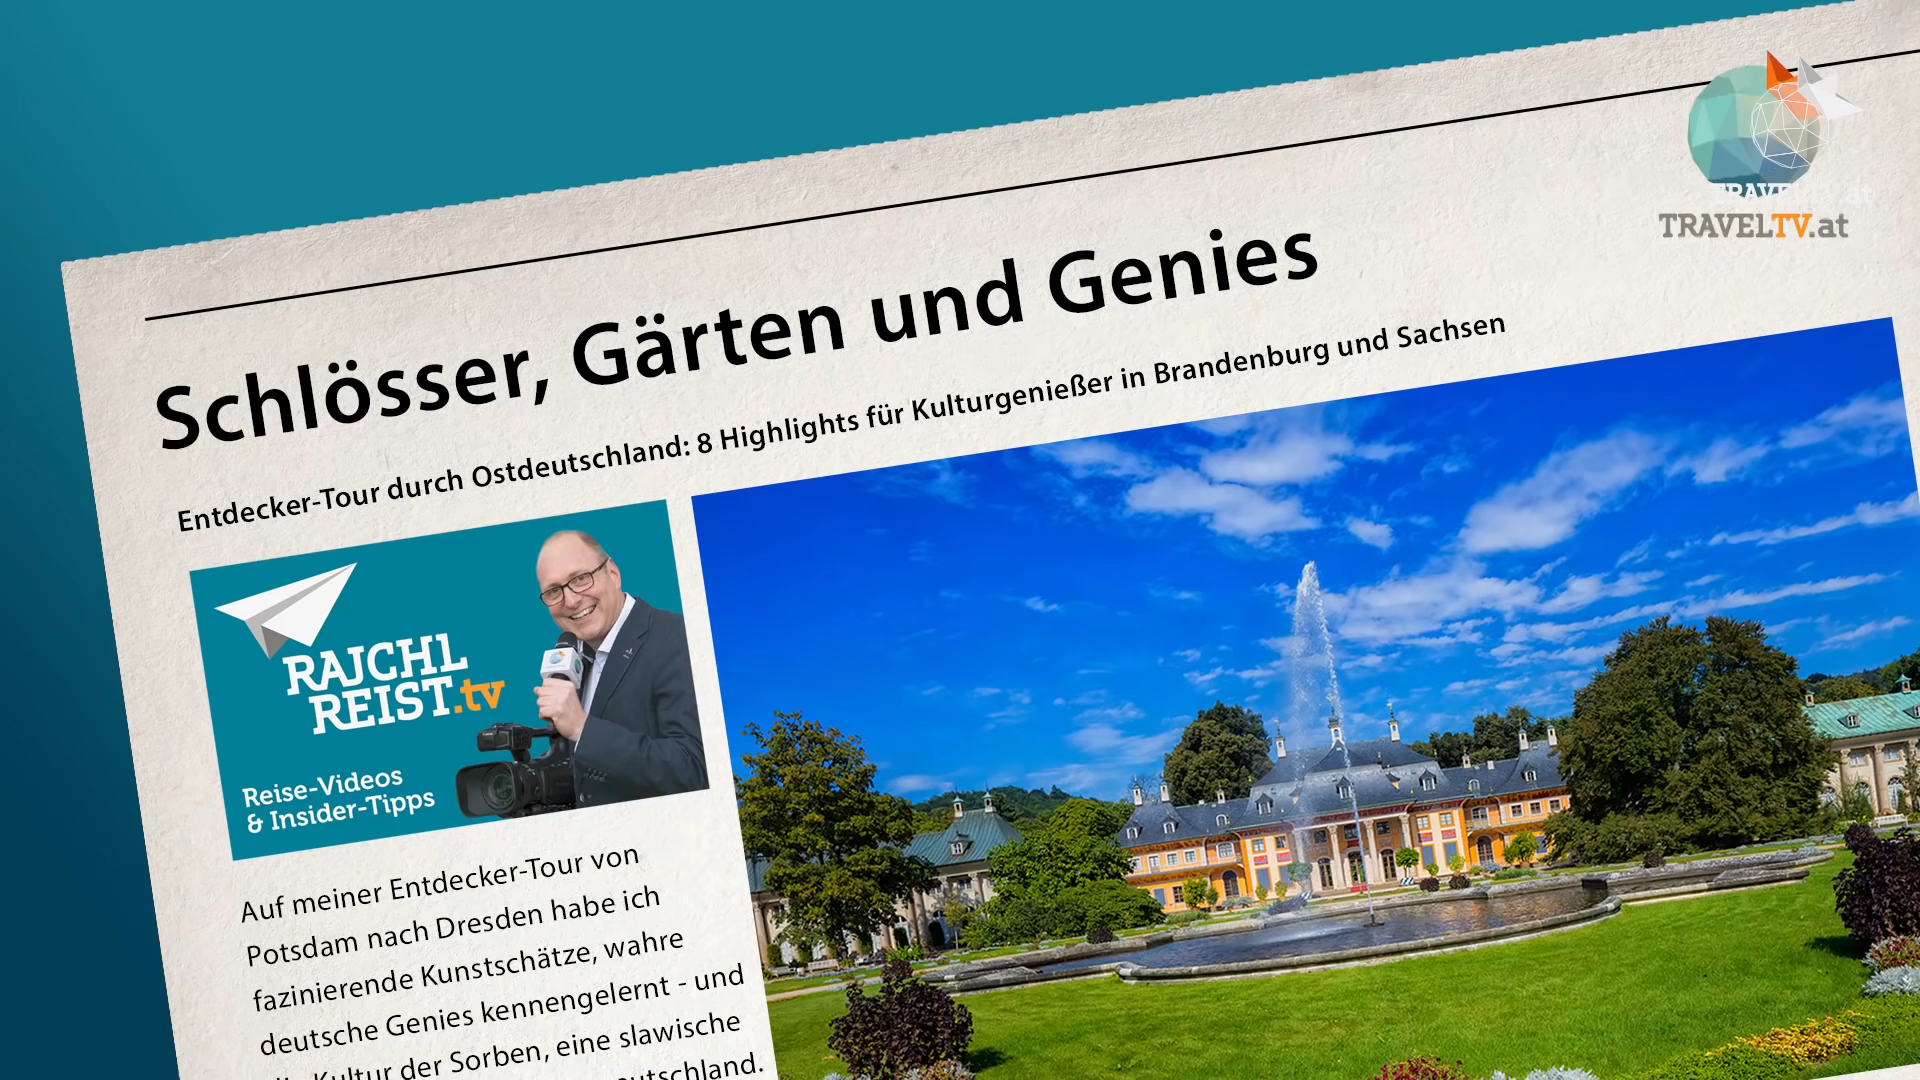 TRAVELTV.at
Schlösser, Gärten und Genies
Entdecker-Tour durch Ostdeutschland: 8 Highlights für Kulturgenießer in Brandenburg und Sachsen
RAJCHL
REIST.tv
Reise-Videos
& Insider-Tipps
Auf meiner Entdecker-Tour von
Potsdam nach Dresden habe ich
fazinierende Kunstschätze, wahre
deutsche Genies kennengelernt - und
Kultur der Sorben, eine slawische